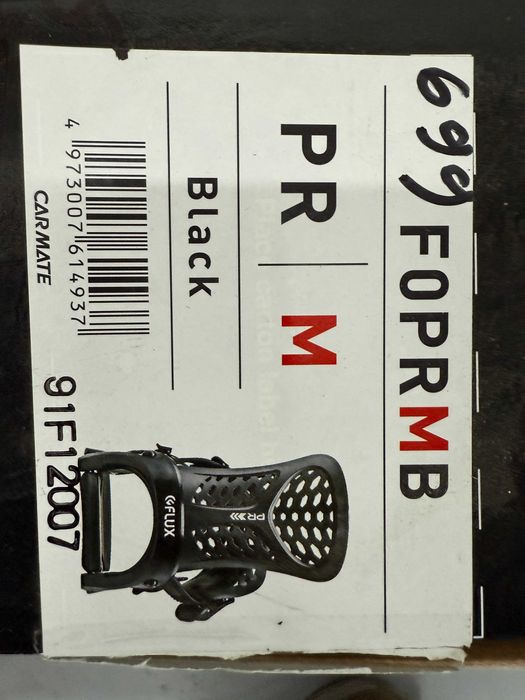 699
FOPRMB
PR M
Black
4 973007 614937
CARMATE
91F12007
FLUX
PR